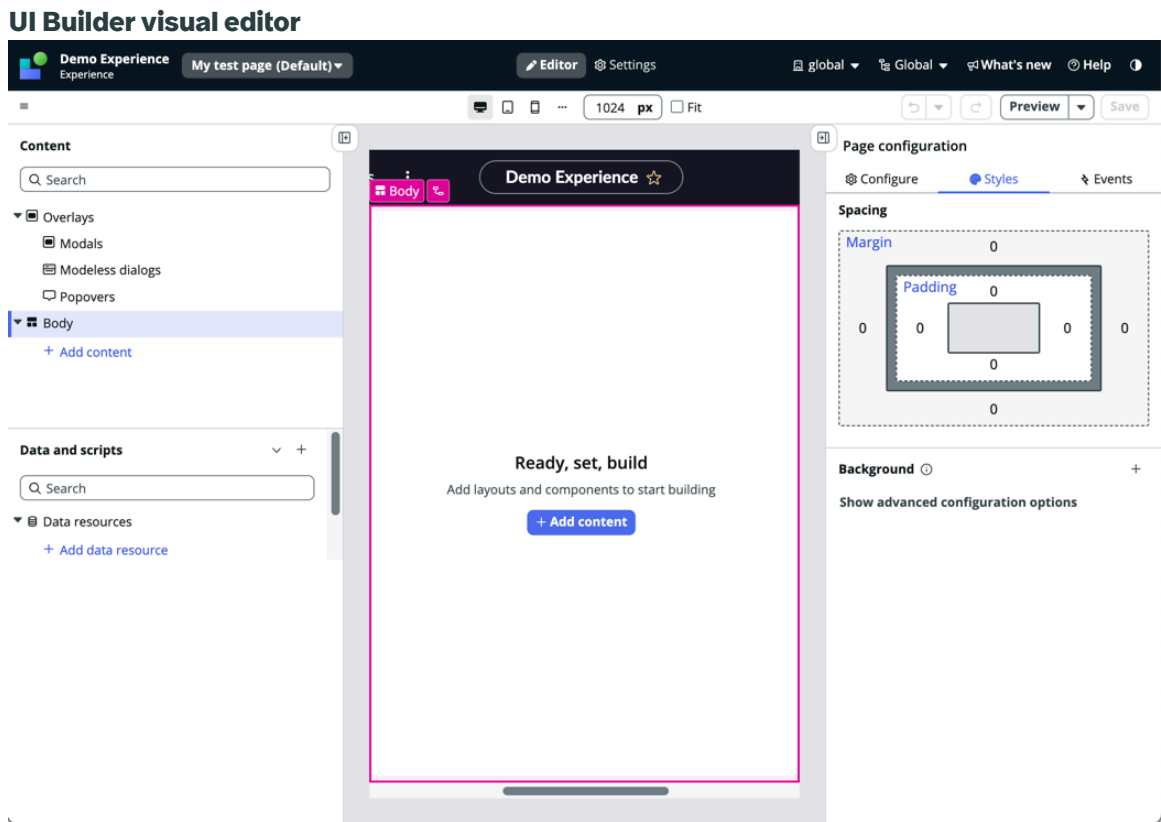 UI Builder visual editor
Demo Experience
Experience
My test page (Default)
Editor
Settings
global
Global
What's new
Help
1024 px
Fit
Preview
Save
Content
Search
Overlays
Modals
Modeless dialogs
Popovers
Body
+ Add content
Data and scripts
Search
Data resources
+ Add data resource
s
Demo Experience
Body
Ready, set, build
Add layouts and components to start building
+ Add content
Page configuration
Configure
Styles
Events
Spacing
Margin
0
Padding
0
0 0 0 0
0
0
Background
Show advanced configuration options